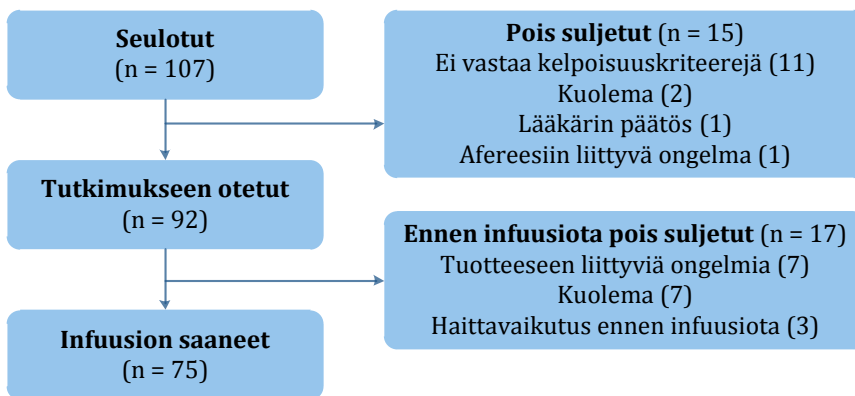 Seulotut
(n = 107)
Pois suljetut (n = 15)
Ei vastaa kelpoisuuskriteerejä (11)
Kuolema (2)
Lääkärin päätös (1)
Afereesiin liittyvä ongelma (1)
Tutkimukseen otetut
(n = 92)
Ennen infuusiota pois suljetut (n = 17)
Tuotteeseen liittyviä ongelmia (7)
Kuolema (7)
Haittavaikutus ennen infuusiota (3)
Infuusion saaneet
(n = 75)